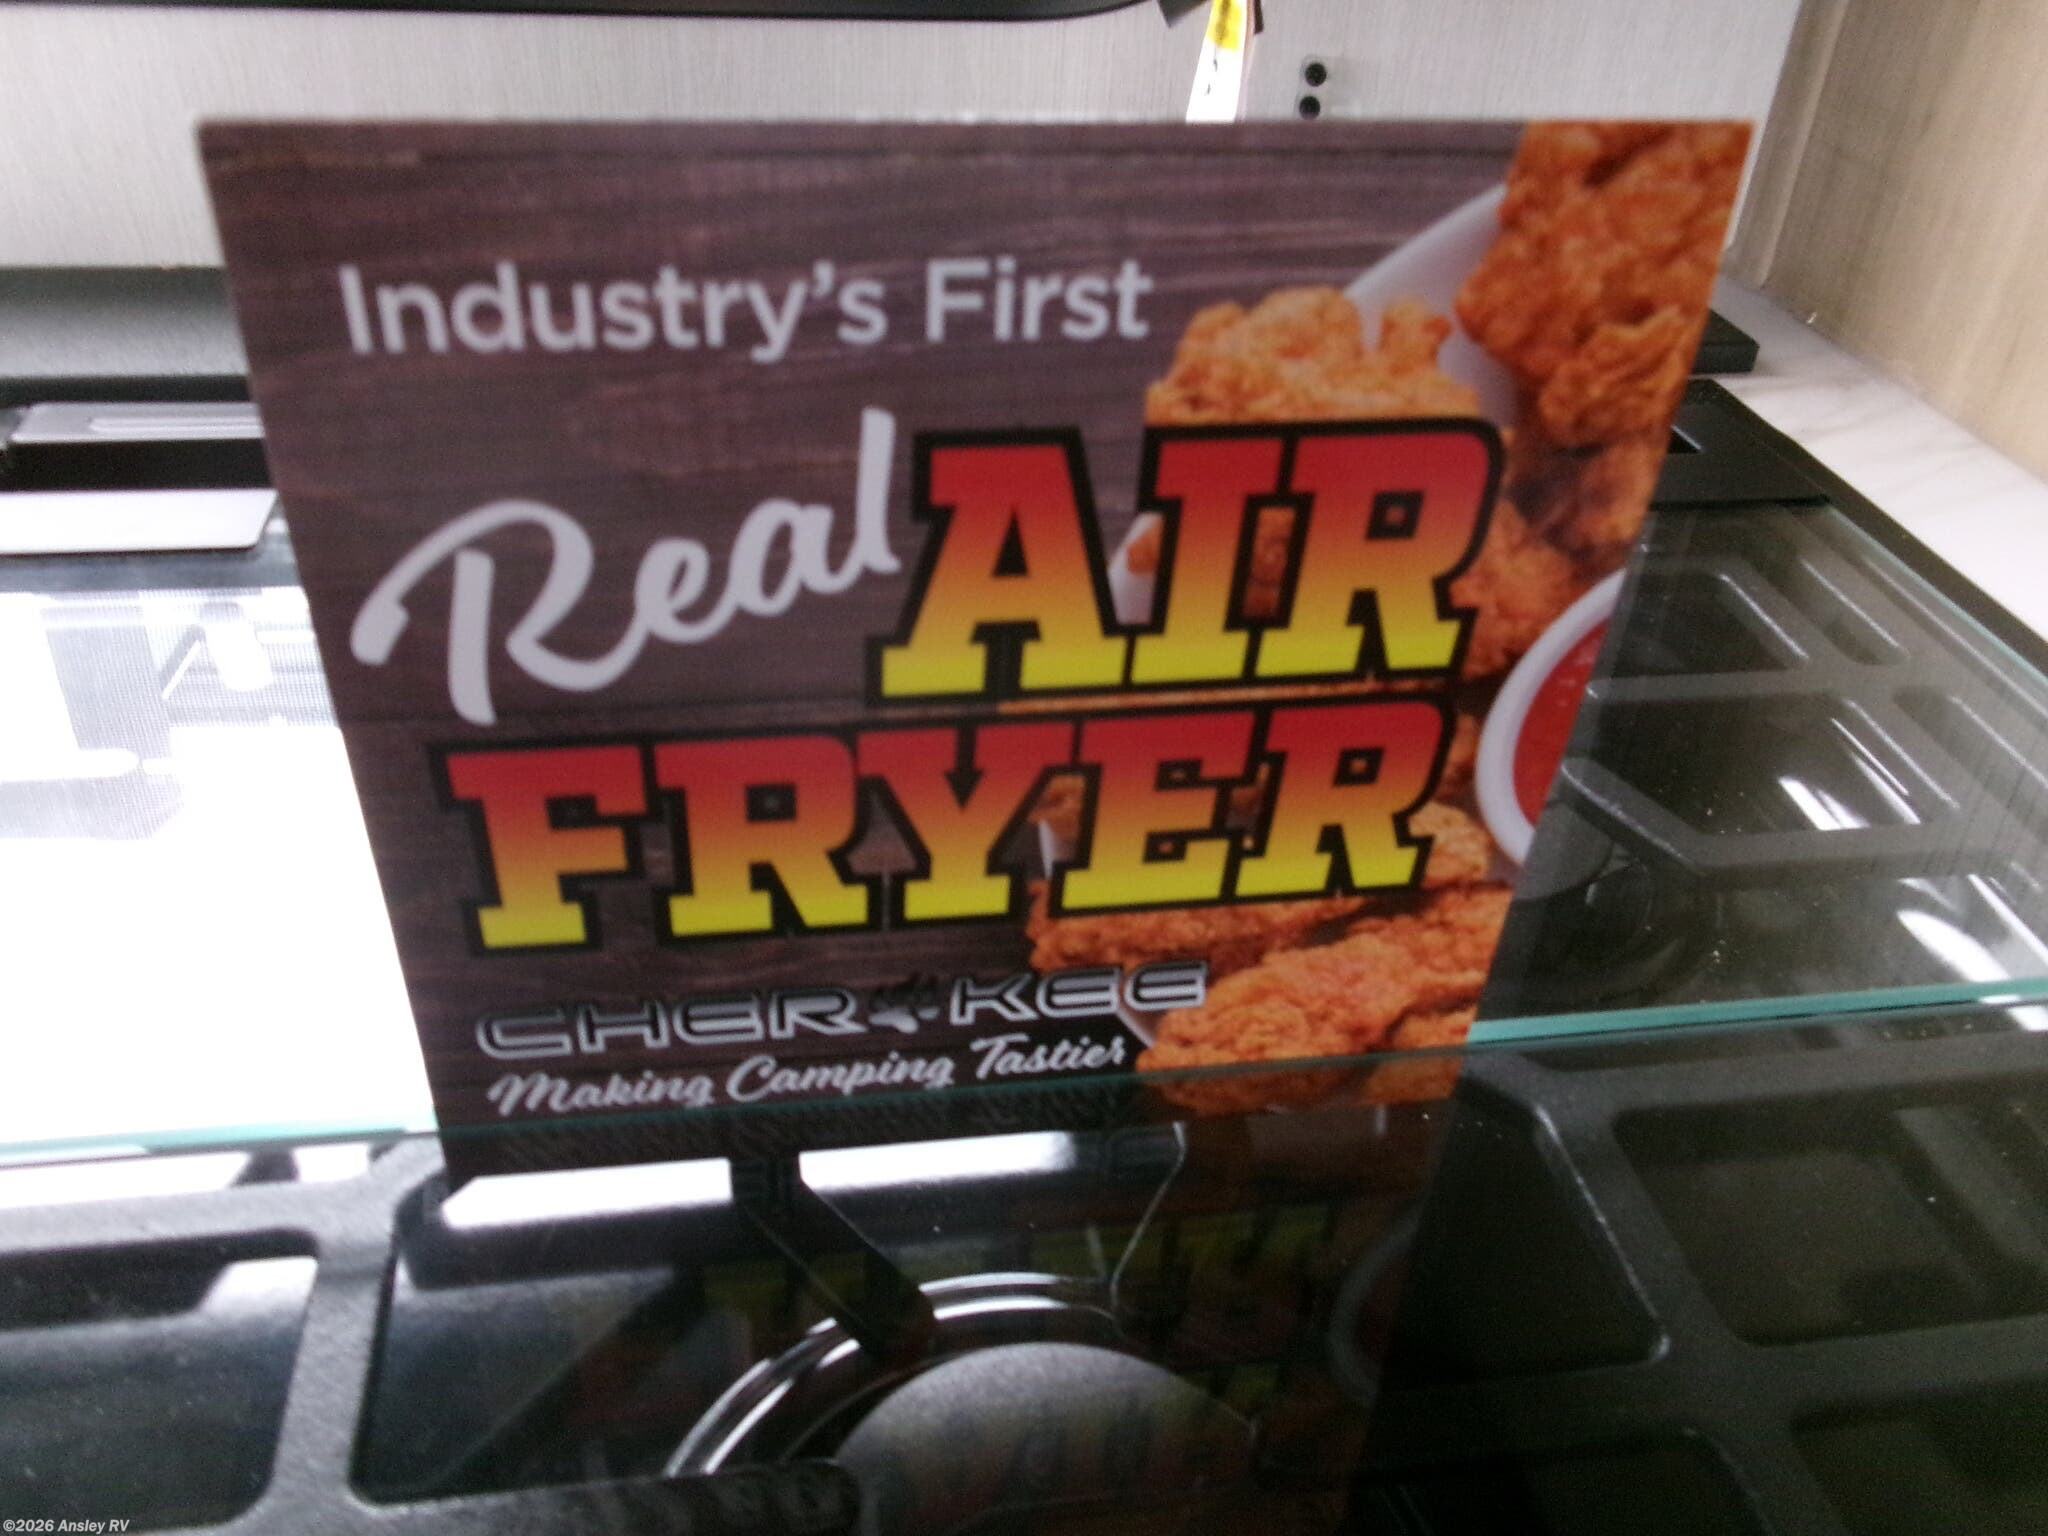 Industry's First
Real AIR
FRYER
CHEROKEE
Making Camping Tastier
©2026 Ansley RV